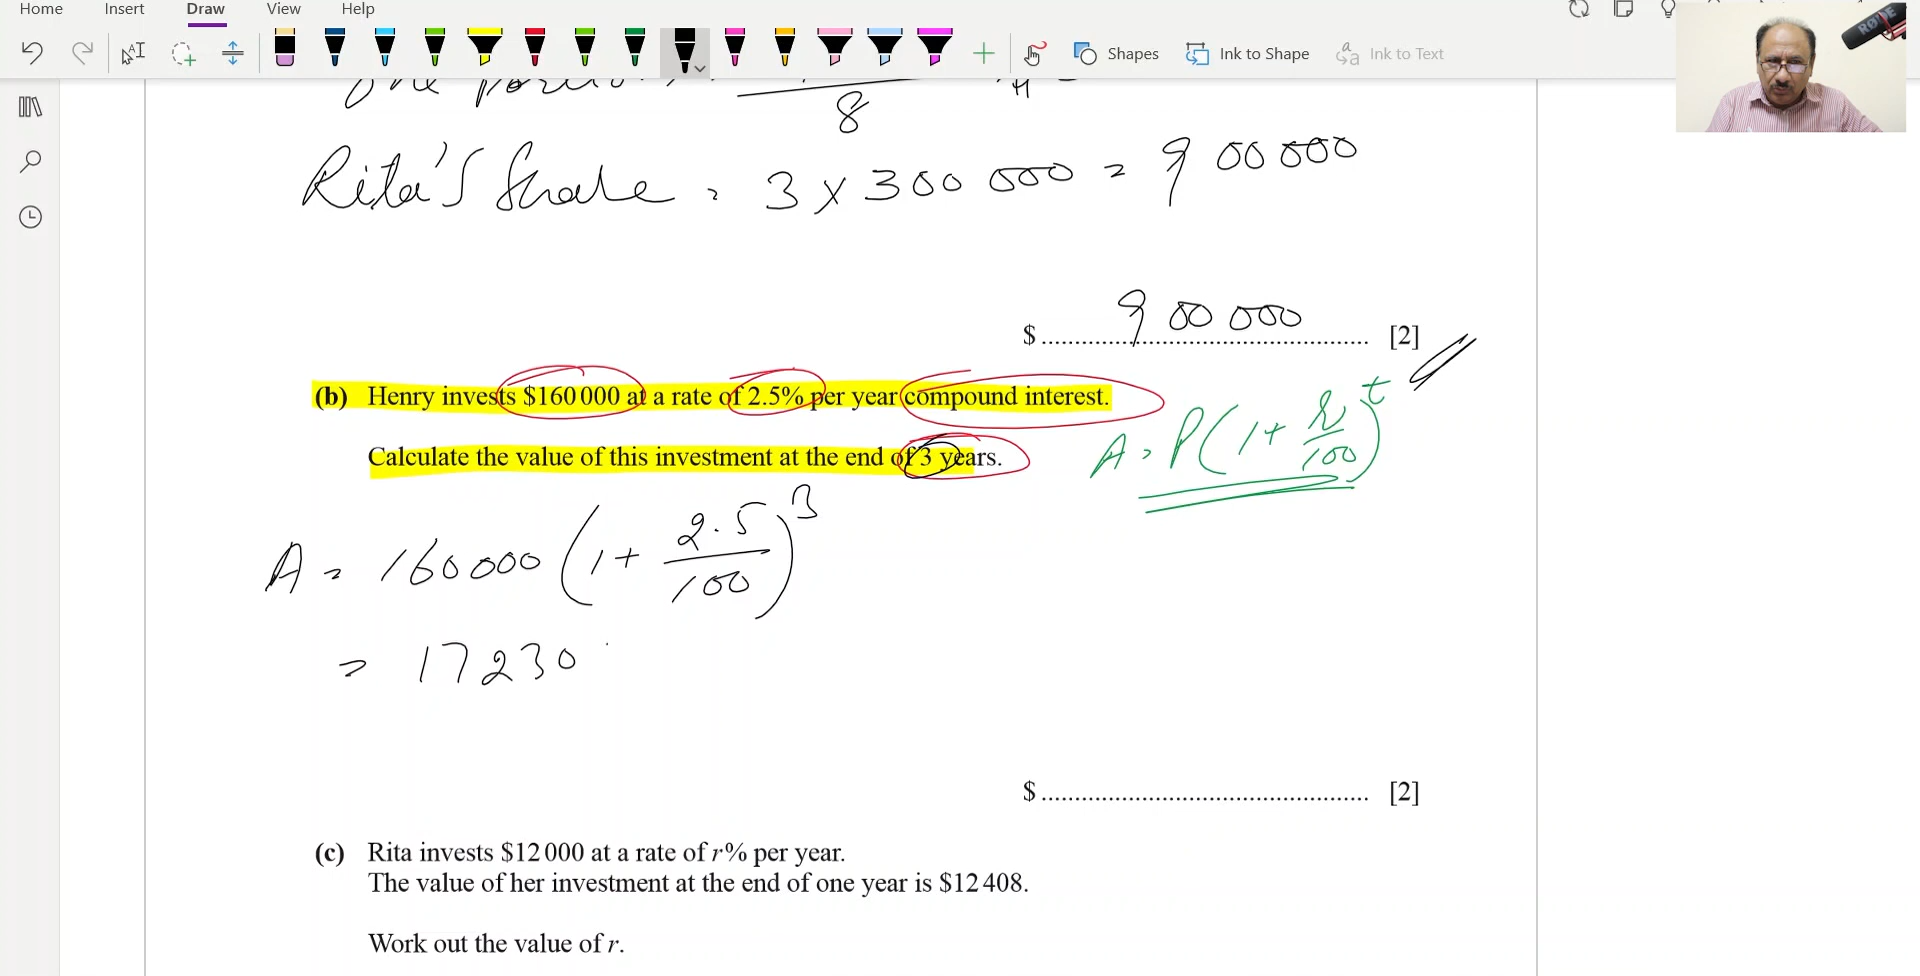 Home Insert Draw View Help
Shapes Ink to Shape Ink to Text
RØDE
one
8
Rita's Share = 3 x 300 000 = 900000
900 000
$ ............................................... [2]
(b) Henry invests $160 000 at a rate of 2.5% per year compound interest.
A = P(1 + r/100)^t
Calculate the value of this investment at the end of 3 years.
A = 160 000 (1 + 2.5/100)^3
= 17230
$ ............................................... [2]
(c) Rita invests $12 000 at a rate of r% per year.
The value of her investment at the end of one year is $12 408.
Work out the value of r.